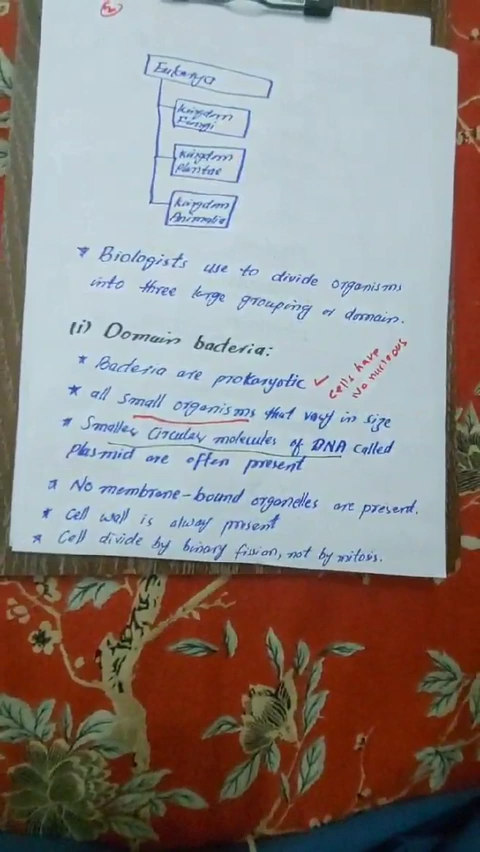 2
Eukarya
Kingdom
Fungi
Kingdom
Plantae
Kingdom
Animalia
* Biologists use to divide organisms
into three large grouping or domain.
(i) Domain bacteria:
* Bacteria are prokaryotic ✓ cells have
No nucleous
* all small organisms that vary in size
* Smaller circular molecules of DNA called
plasmid are often present
* No membrane-bound organelles are present.
* Cell wall is alway present
* Cell divide by binary fission, not by mitosis.